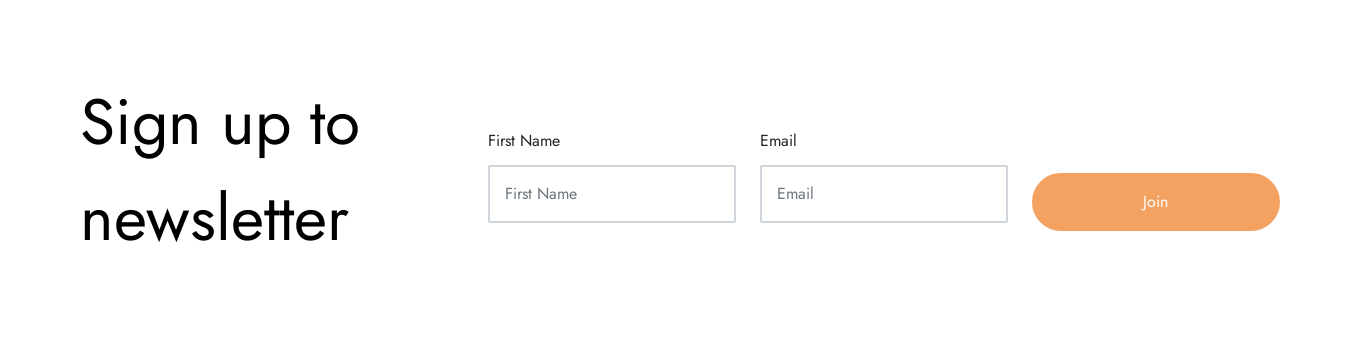 Sign up to
newsletter
First Name
Email
First Name
Email
Join